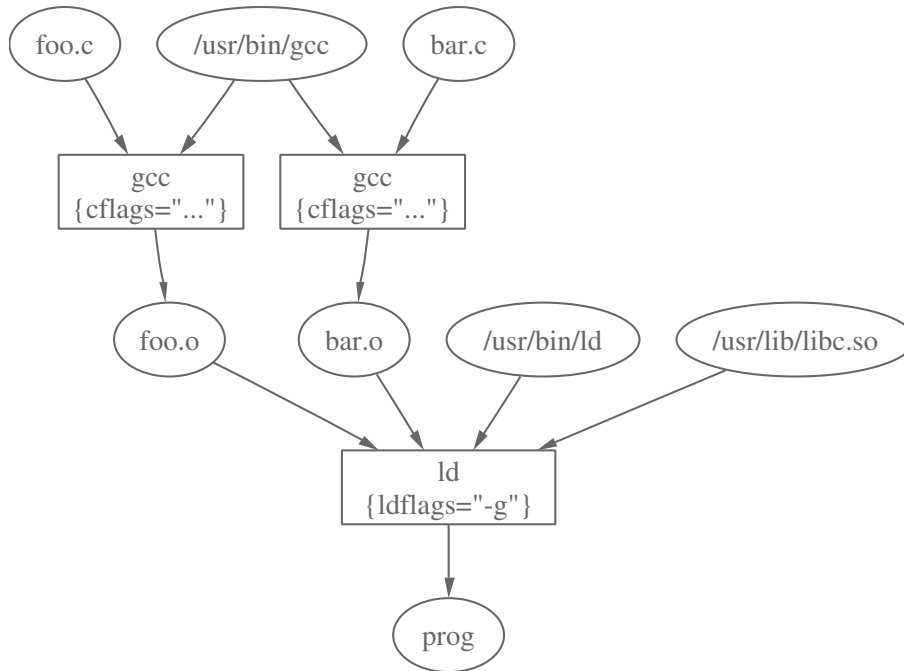 foo.c
/usr/bin/gcc
bar.c
gcc
{cflags="..."}
gcc
{cflags="..."}
foo.o
bar.o
/usr/bin/ld
/usr/lib/libc.so
ld
{ldflags="-g"}
prog